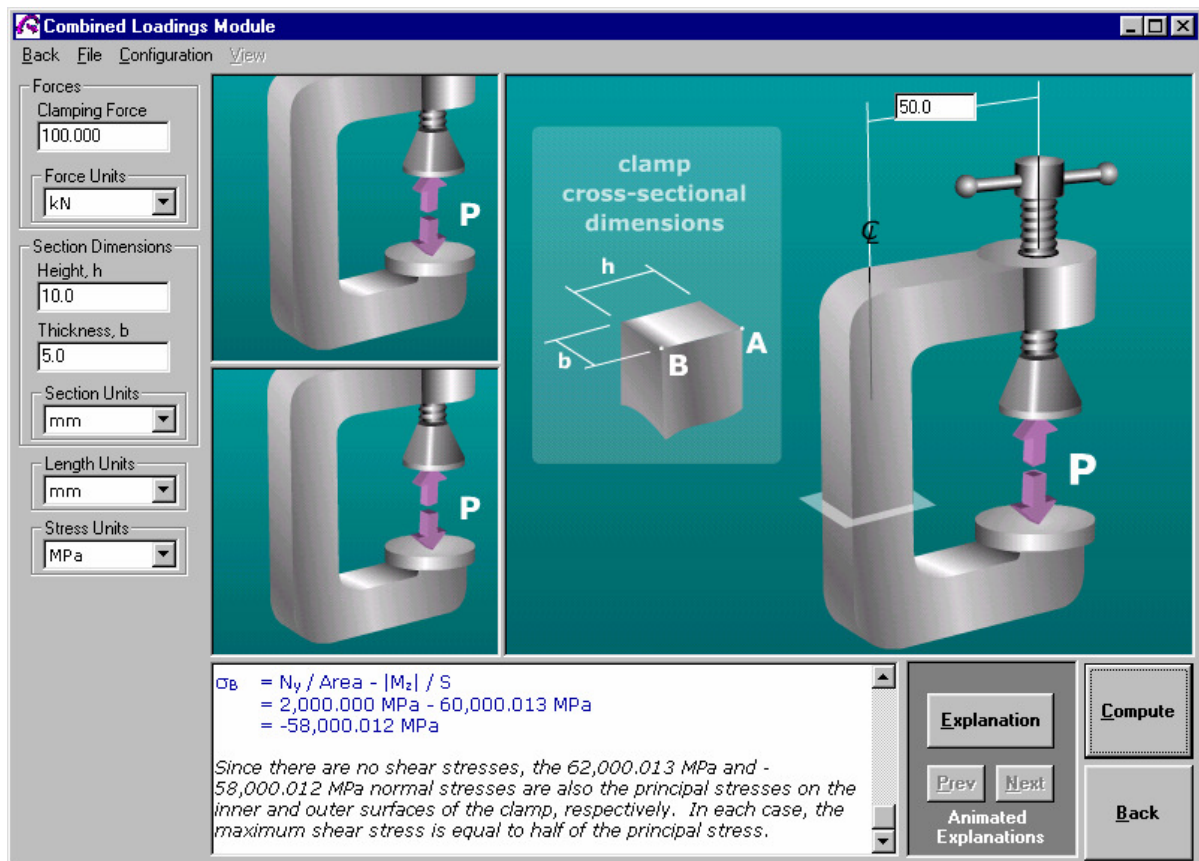 Combined Loadings Module
Back File Configuration View
Forces
Clamping Force
100.000
Force Units
kN
Section Dimensions
Height, h
10.0
Thickness, b
5.0
Section Units
mm
Length Units
mm
Stress Units
MPa
P
P
clamp
cross-sectional
dimensions
h
b
B
A
50.0
℄
P
σB = Ny / Area - |Mz| / S
= 2,000.000 MPa - 60,000.013 MPa
= -58,000.012 MPa
Since there are no shear stresses, the 62,000.013 MPa and -
58,000.012 MPa normal stresses are also the principal stresses on the
inner and outer surfaces of the clamp, respectively. In each case, the
maximum shear stress is equal to half of the principal stress.
Explanation
Prev Next
Animated
Explanations
Compute
Back